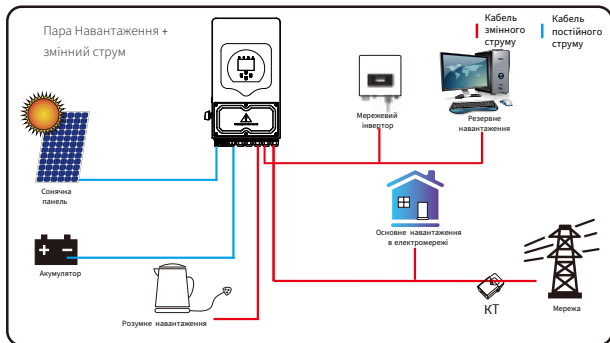 Пара Навантаження +
змінний струм
Кабель
змінного
струму
Кабель
постійного
струму
Мережевий
інвертор
Резервне
навантаження
Сонячна
панель
Основне навантаження
в електромережі
Акумулятор
Розумне навантаження
КТ
Мережа